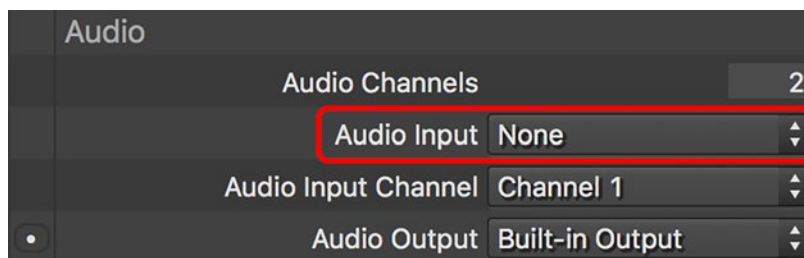 Audio
Audio Channels 2
Audio Input None
Audio Input Channel Channel 1
Audio Output Built-in Output